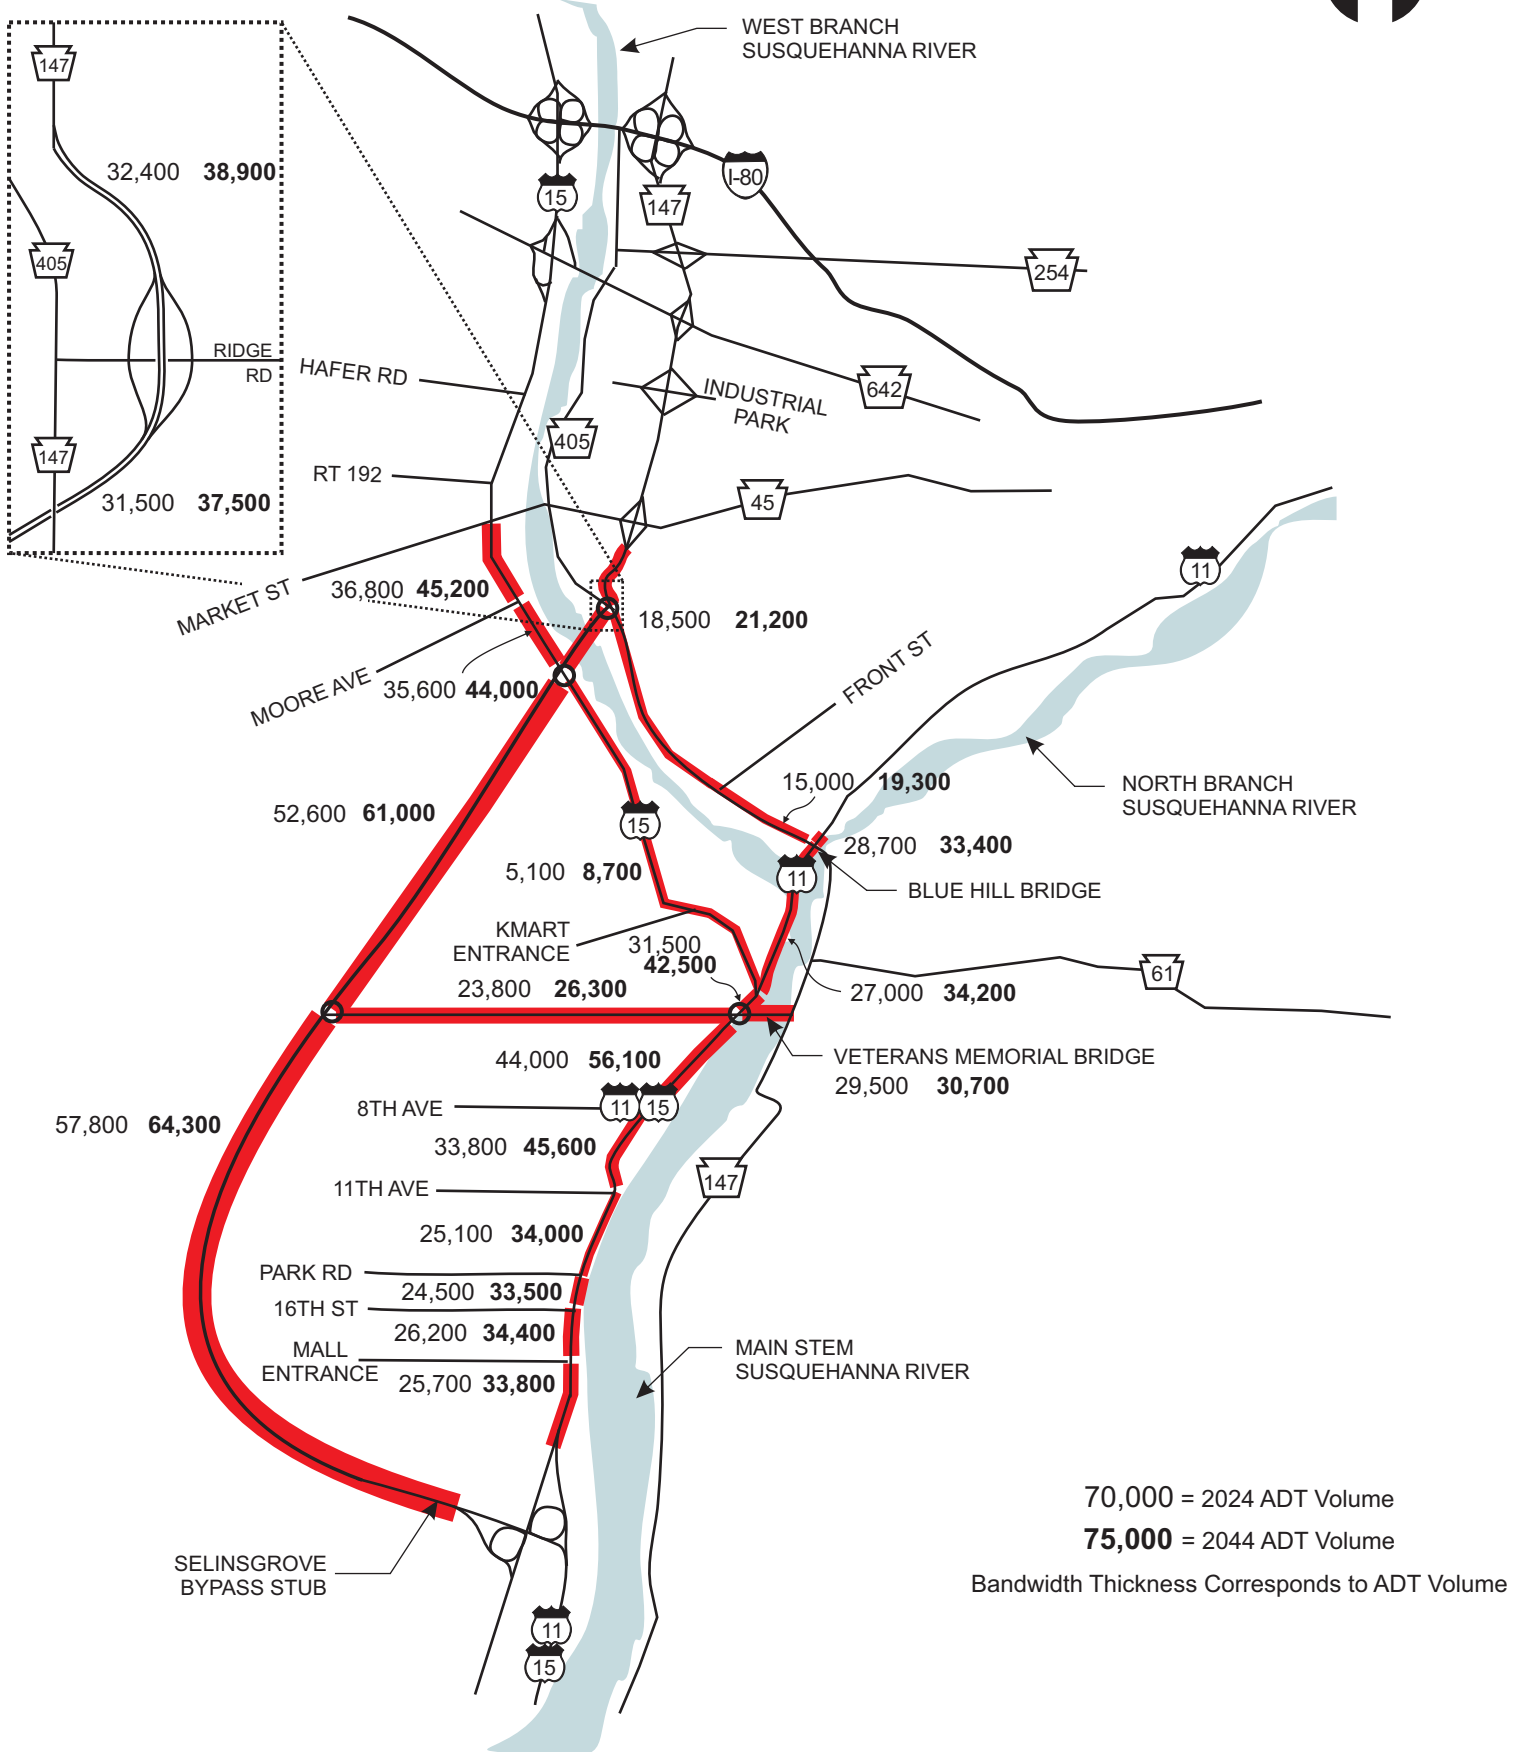 WEST BRANCH
SUSQUEHANNA RIVER
147
32,400 38,900
I-80
15
147
405
254
RIDGE
RD
HAFER RD
INDUSTRIAL
PARK
642
405
147
RT 192
31,500 37,500
45
11
MARKET ST
36,800 45,200
18,500 21,200
MOORE AVE
35,600 44,000
FRONT ST
15,000 19,300
NORTH BRANCH
SUSQUEHANNA RIVER
52,600 61,000
15
28,700 33,400
5,100 8,700
11
BLUE HILL BRIDGE
KMART
ENTRANCE
31,500
42,500
61
23,800 26,300
27,000 34,200
44,000 56,100
VETERANS MEMORIAL BRIDGE
29,500 30,700
8TH AVE
11
15
57,800 64,300
33,800 45,600
11TH AVE
147
25,100 34,000
PARK RD
24,500 33,500
16TH ST
26,200 34,400
MALL
ENTRANCE
25,700 33,800
MAIN STEM
SUSQUEHANNA RIVER
70,000 = 2024 ADT Volume
75,000 = 2044 ADT Volume
Bandwidth Thickness Corresponds to ADT Volume
SELINSGROVE
BYPASS STUB
11
15